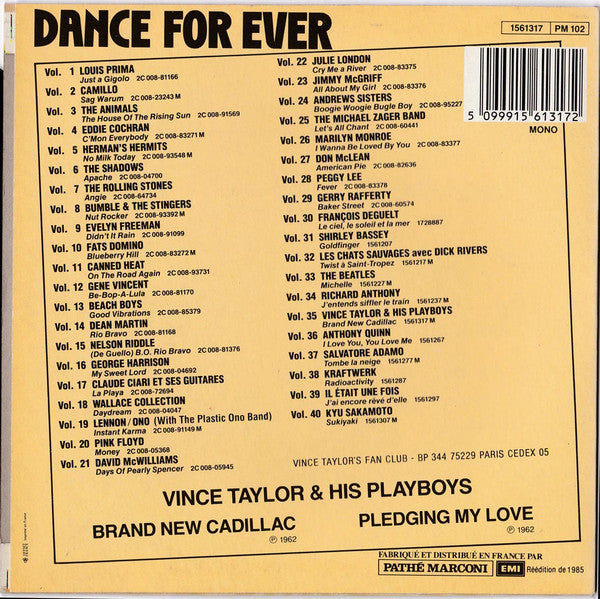 DANCE FOR EVER
1561317 PM 102
Vol. 1 LOUIS PRIMA
Just a Gigolo 2C 008-81166
Vol. 2 CAMILLO
Sag Warum 2C 008-23243 M
Vol. 3 THE ANIMALS
The House Of The Rising Sun 2C 008-91569
Vol. 4 EDDIE COCHRAN
C'Mon Everybody 2C 008-83271 M
Vol. 5 HERMAN'S HERMITS
No Milk Today 2C 008-93548 M
Vol. 6 THE SHADOWS
Apache 2C 008-04700
Vol. 7 THE ROLLING STONES
Angie 2C 008-64734
Vol. 8 BUMBLE & THE STINGERS
Nut Rocker 2C 008-93392 M
Vol. 9 EVELYN FREEMAN
Didn't It Rain 2C 008-91099
Vol. 10 FATS DOMINO
Blueberry Hill 2C 008-83272 M
Vol. 11 CANNED HEAT
On The Road Again 2C 008-93731
Vol. 12 GENE VINCENT
Be-Bop-A-Lula 2C 008-81170
Vol. 13 BEACH BOYS
Good Vibrations 2C 008-85379
Vol. 14 DEAN MARTIN
Rio Bravo 2C 008-81168
Vol. 15 NELSON RIDDLE
(De Guello) B.O. Rio Bravo 2C 008-81376
Vol. 16 GEORGE HARRISON
My Sweet Lord 2C 008-04692
Vol. 17 CLAUDE CIARI ET SES GUITARES
La Playa 2C 008-72694
Vol. 18 WALLACE COLLECTION
Daydream 2C 008-04047
Vol. 19 LENNON/ONO (With The Plastic Ono Band)
Instant Karma 2C 008-91149 M
Vol. 20 PINK FLOYD
Money 2C 008-05368
Vol. 21 DAVID McWILLIAMS
Days Of Pearly Spencer 2C 008-05945
Vol. 22 JULIE LONDON
Cry Me a River 2C 008-83375
Vol. 23 JIMMY McGRIFF
All About My Girl 2C 008-83376
Vol. 24 ANDREWS SISTERS
Boogie Woogie Bugle Boy 2C 008-95227
Vol. 25 THE MICHAEL ZAGER BAND
Let's All Chant 2C 008-60441
Vol. 26 MARILYN MONROE
I Wanna Be Loved By You 2C 008-83377
Vol. 27 DON McLEAN
American Pie 2C 008-82636
Vol. 28 PEGGY LEE
Fever 2C 008-83378
Vol. 29 GERRY RAFFERTY
Baker Street 2C 008-60574
Vol. 30 FRANÇOIS DEGUELT
Le ciel, le soleil et la mer 1728887
Vol. 31 SHIRLEY BASSEY
Goldfinger 1561207
Vol. 32 LES CHATS SAUVAGES avec DICK RIVERS
Twist à Saint-Tropez 1561217 M
Vol. 33 THE BEATLES
Michelle 1561227 M
Vol. 34 RICHARD ANTHONY
J'entends siffler le train 1561237 M
Vol. 35 VINCE TAYLOR & HIS PLAYBOYS
Brand New Cadillac 1561317 M
Vol. 36 ANTHONY QUINN
I Love You, You Love Me 1561267
Vol. 37 SALVATORE ADAMO
Tombe la neige 1561277 M
Vol. 38 KRAFTWERK
Radioactivity 1561287
Vol. 39 IL ÉTAIT UNE FOIS
J'ai encore rêvé d'elle 1561297
Vol. 40 KYU SAKAMOTO
Sukiyaki 1561307 M
5 099915 613172
MONO
VINCE TAYLOR'S FAN CLUB - BP 344 75229 PARIS CEDEX 05
VINCE TAYLOR & HIS PLAYBOYS
BRAND NEW CADILLAC
℗ 1962
PLEDGING MY LOVE
℗ 1962
FABRIQUÉ ET DISTRIBUÉ EN FRANCE PAR
PATHÉ MARCONI EMI Réédition de 1985